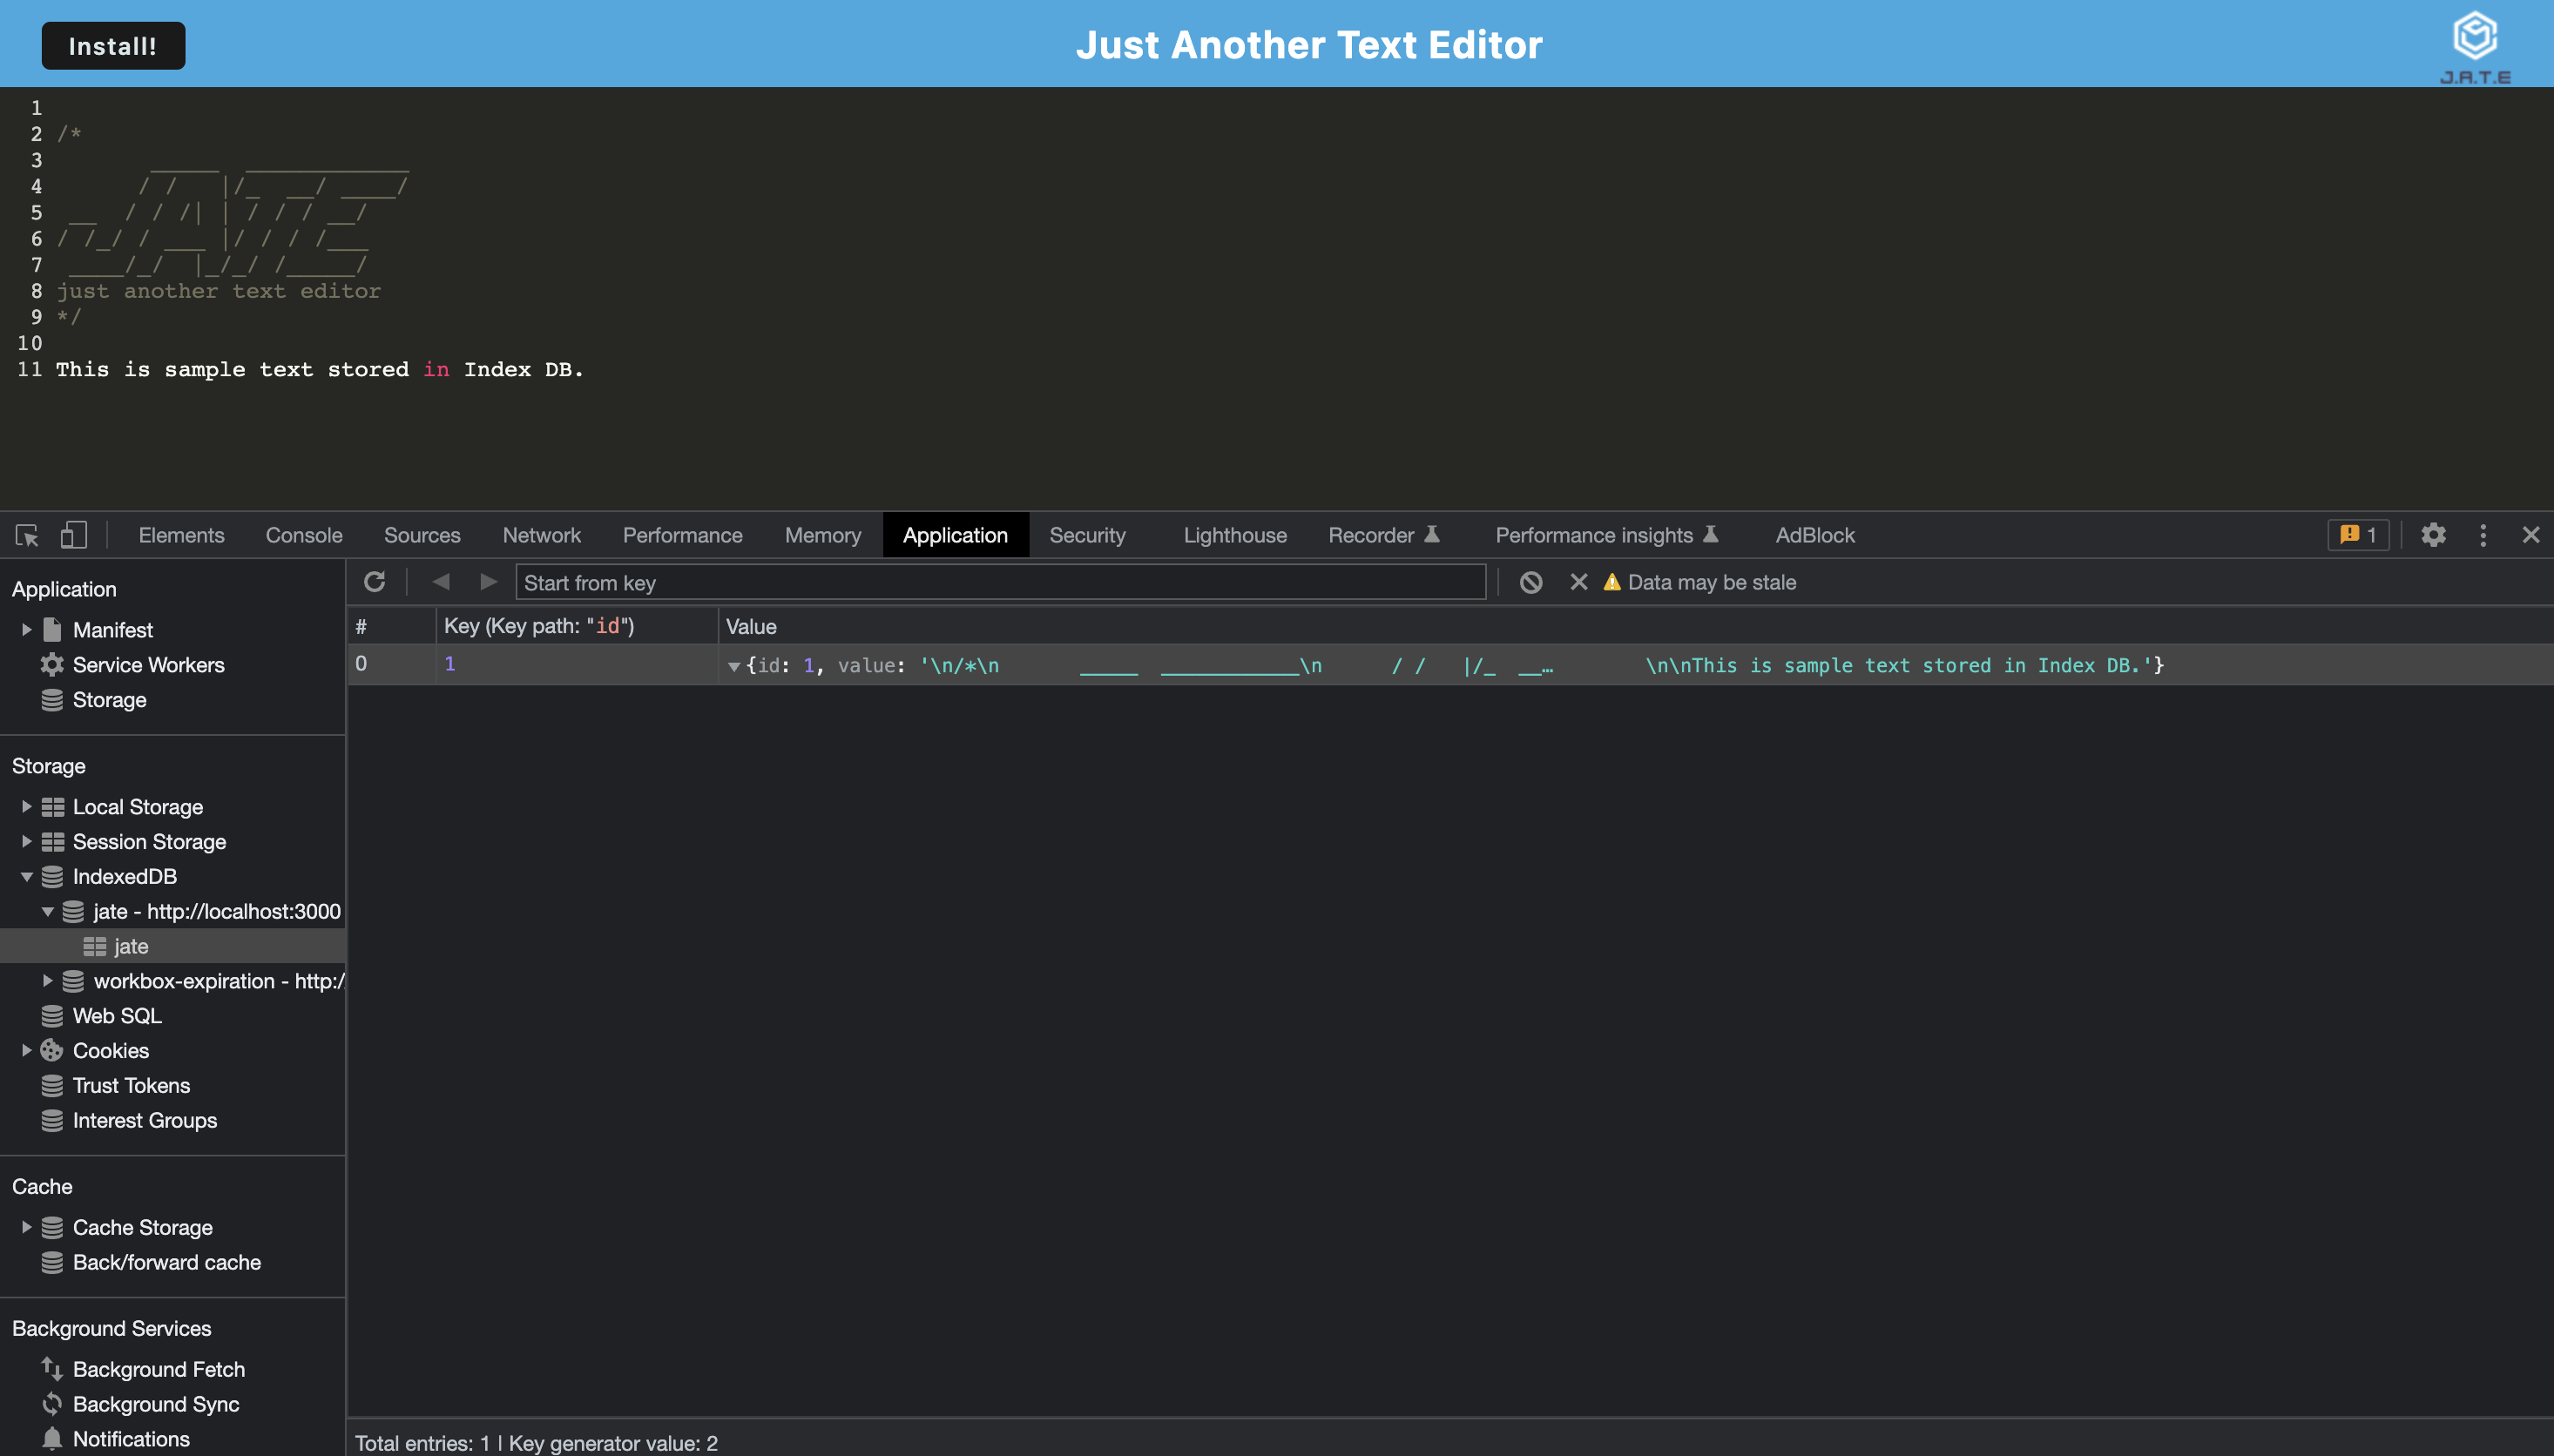 Install!
Just Another Text Editor
J.A.T.E
1
2 /*
3       _____  ____________
4      / /   |/_  __/ ____/
5 __  / / /| | / / / __/
6 / /_/ / ___ |/ / / /___
7 ____/_/  |_/_/ /_____/
8 just another text editor
9 */
10
11 This is sample text stored in Index DB.
Elements Console Sources Network Performance Memory Application Security Lighthouse Recorder Performance insights AdBlock 1
Start from key
Data may be stale
# Key (Key path: "id") Value
0 1 {id: 1, value: '\n/*\n       _____  ____________\n      / /   |/_  __…        \n\nThis is sample text stored in Index DB.'}
Application
Manifest
Service Workers
Storage
Storage
Local Storage
Session Storage
IndexedDB
jate - http://localhost:3000
jate
workbox-expiration - http:/
Web SQL
Cookies
Trust Tokens
Interest Groups
Cache
Cache Storage
Back/forward cache
Background Services
Background Fetch
Background Sync
Notifications
Total entries: 1 | Key generator value: 2